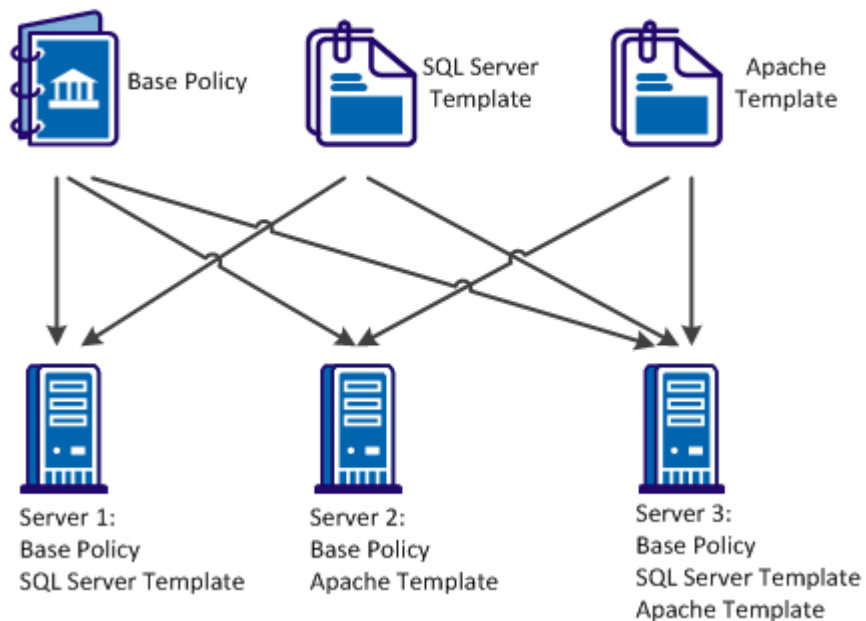 Base Policy
SQL Server
Template
Apache
Template
Server 1:
Base Policy
SQL Server Template
Server 2:
Base Policy
Apache Template
Server 3:
Base Policy
SQL Server Template
Apache Template